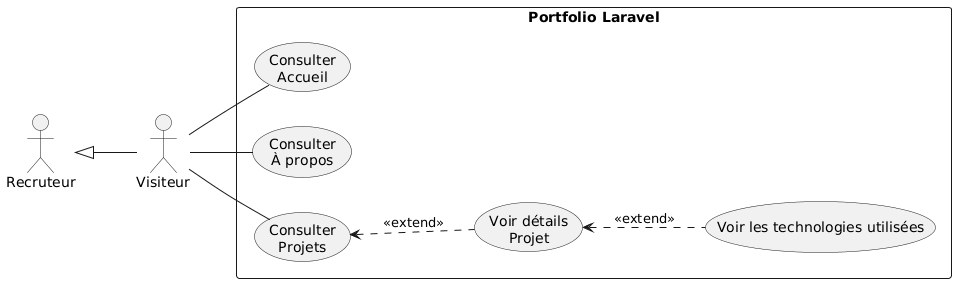 Portfolio Laravel
Consulter
Accueil
Consulter
À propos
Recruteur
Visiteur
Consulter
Projets
«extend»
Voir détails
Projet
«extend»
Voir les technologies utilisées